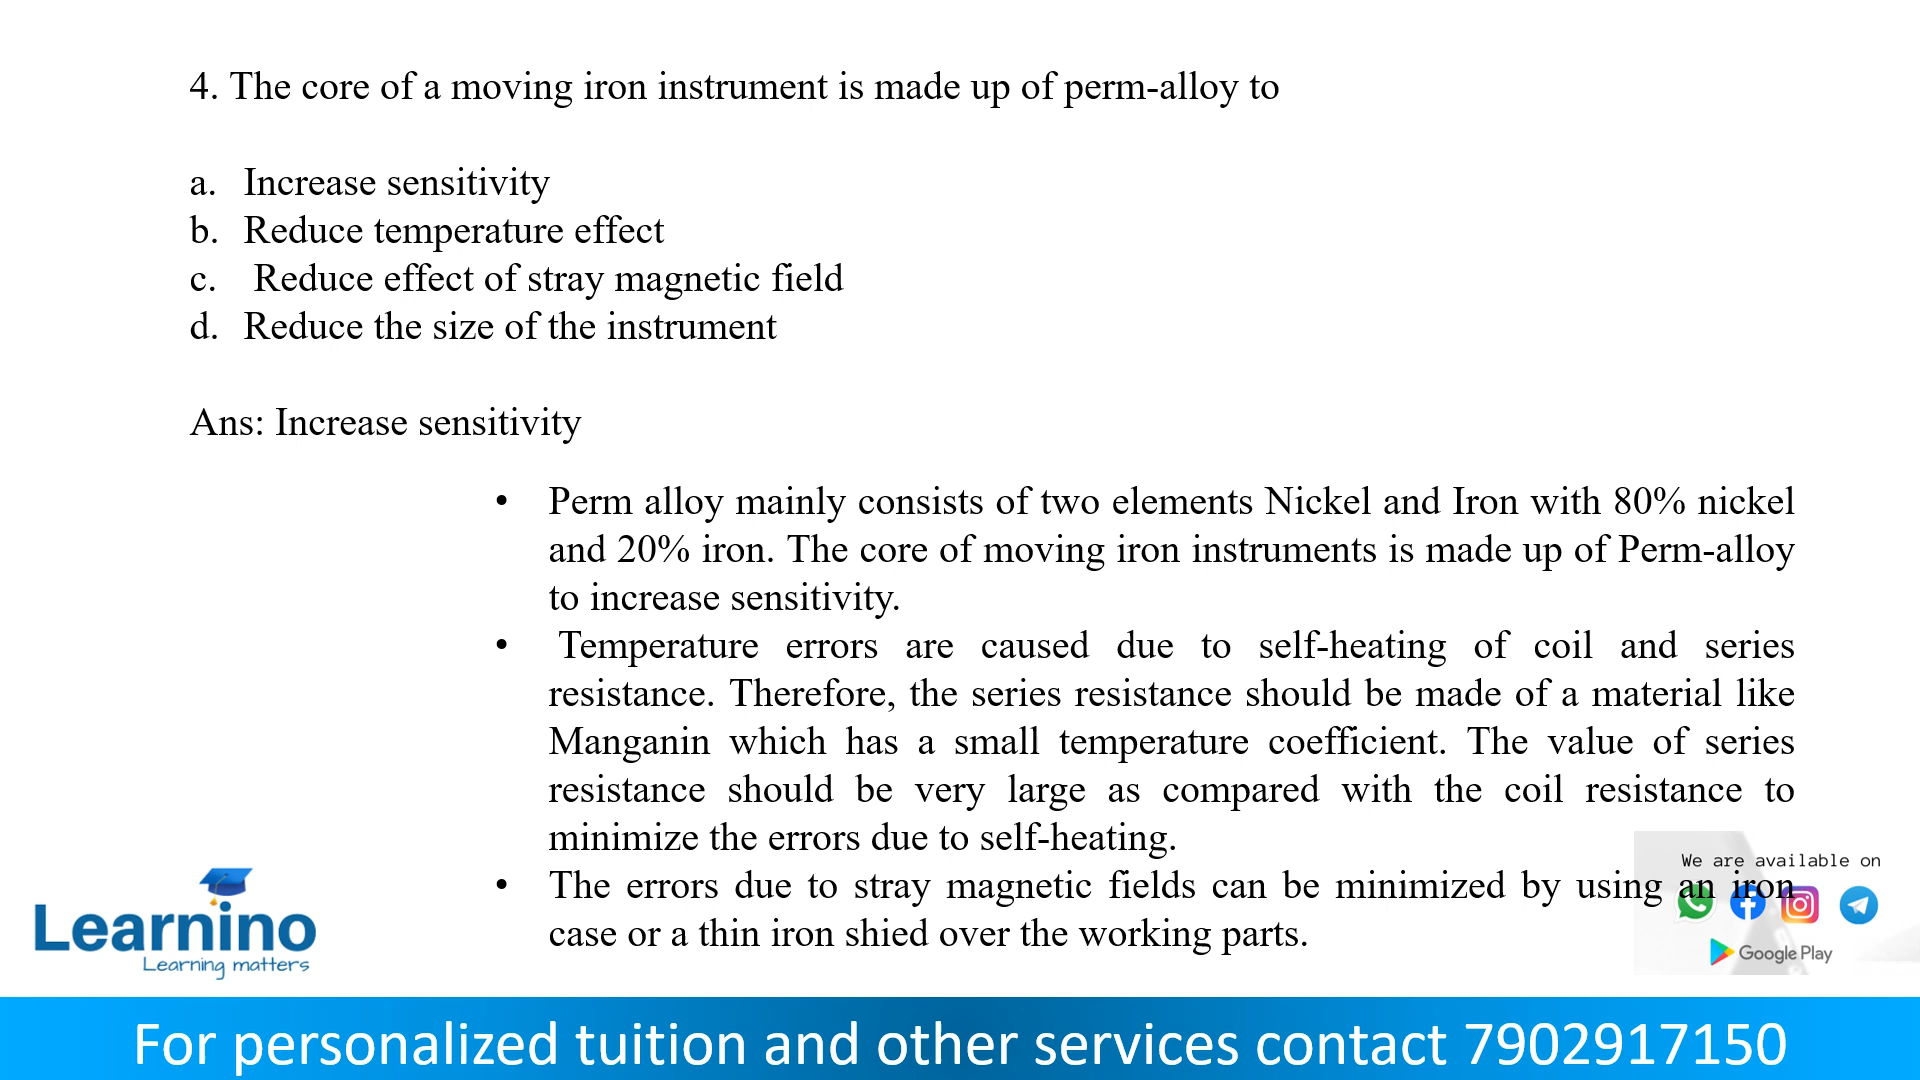 4. The core of a moving iron instrument is made up of perm-alloy to
a. Increase sensitivity
b. Reduce temperature effect
c. Reduce effect of stray magnetic field
d. Reduce the size of the instrument
Ans: Increase sensitivity
• Perm alloy mainly consists of two elements Nickel and Iron with 80% nickel
and 20% iron. The core of moving iron instruments is made up of Perm-alloy
to increase sensitivity.
• Temperature errors are caused due to self-heating of coil and series
resistance. Therefore, the series resistance should be made of a material like
Manganin which has a small temperature coefficient. The value of series
resistance should be very large as compared with the coil resistance to
minimize the errors due to self-heating.
• The errors due to stray magnetic fields can be minimized by using an iron
case or a thin iron shied over the working parts.
We are available on
Google Play
Learnino
Learning matters
For personalized tuition and other services contact 7902917150